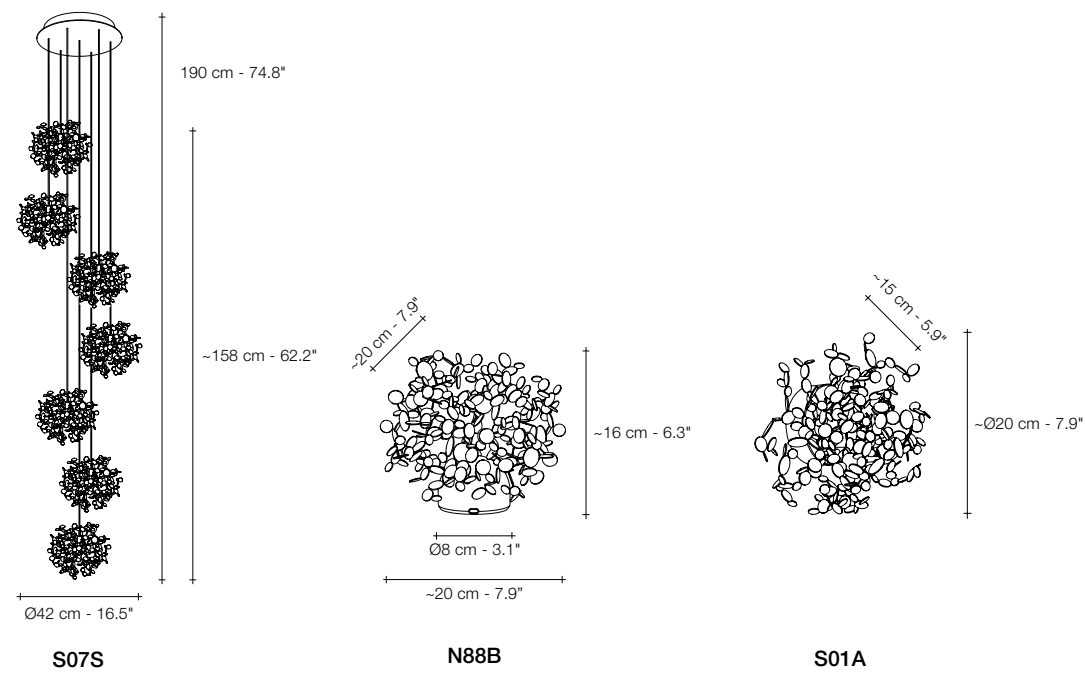 190 cm - 74.8"
~158 cm - 62.2"
Ø42 cm - 16.5"
S07S
~20 cm - 7.9"
~16 cm - 6.3"
Ø8 cm - 3.1"
~20 cm - 7.9”
N88B
~15 cm - 5.9"
~Ø20 cm - 7.9"
S01A